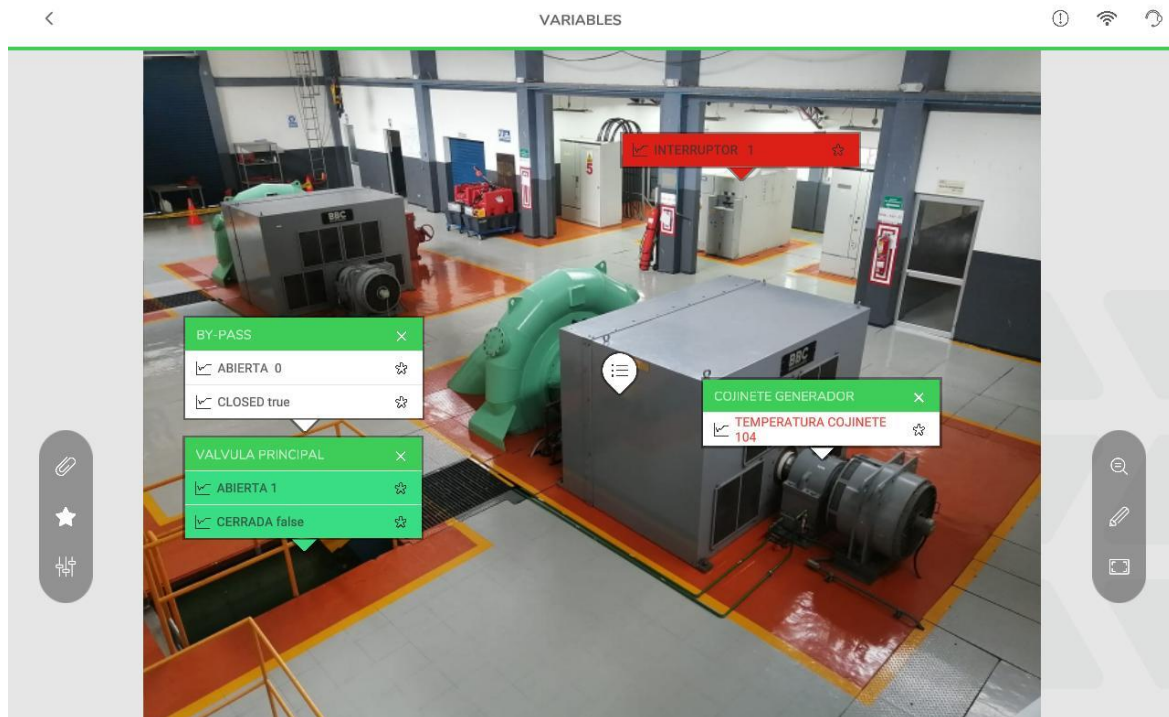 VARIABLES
INTERRUPTOR 1
5
BBC
BY-PASS
ABIERTA 0
CLOSED true
BBC
COJINETE GENERADOR
TEMPERATURA COJINETE
104
VALVULA PRINCIPAL
ABIERTA 1
CERRADA false